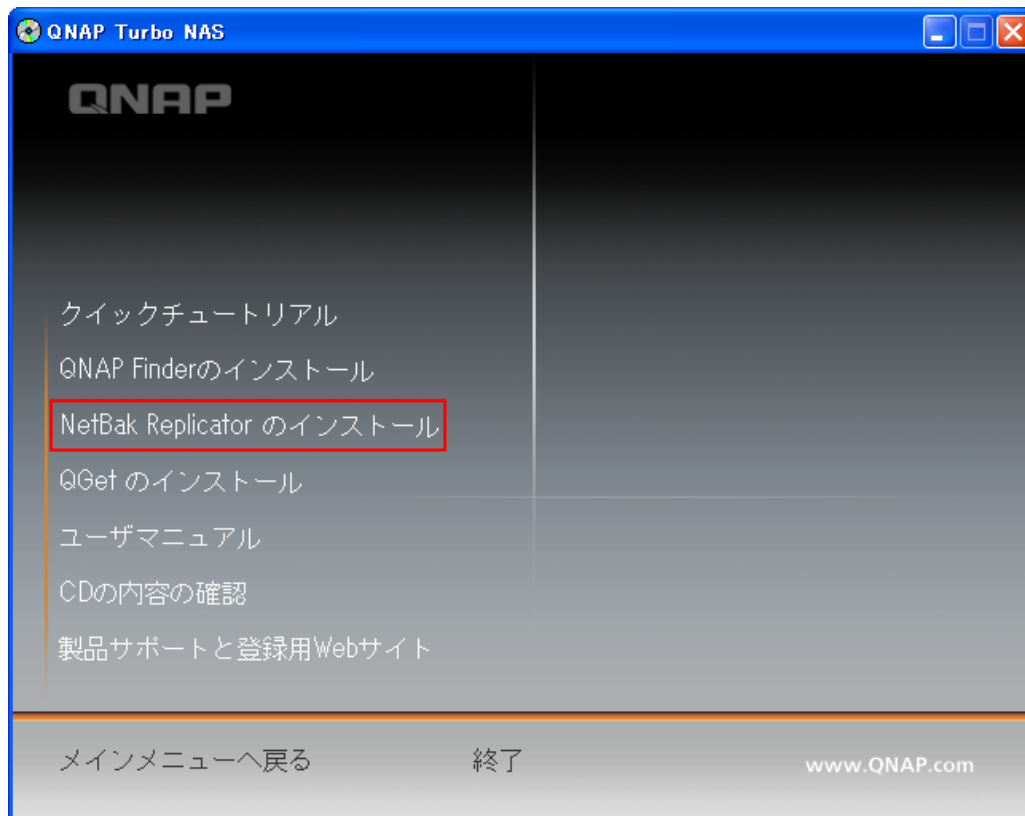 QNAP Turbo NAS
QNAP
クイックチュートリアル
QNAP Finderのインストール
NetBak Replicator のインストール
QGet のインストール
ユーザマニュアル
CDの内容の確認
製品サポートと登録用Webサイト
メインメニューへ戻る 終了 www.QNAP.com